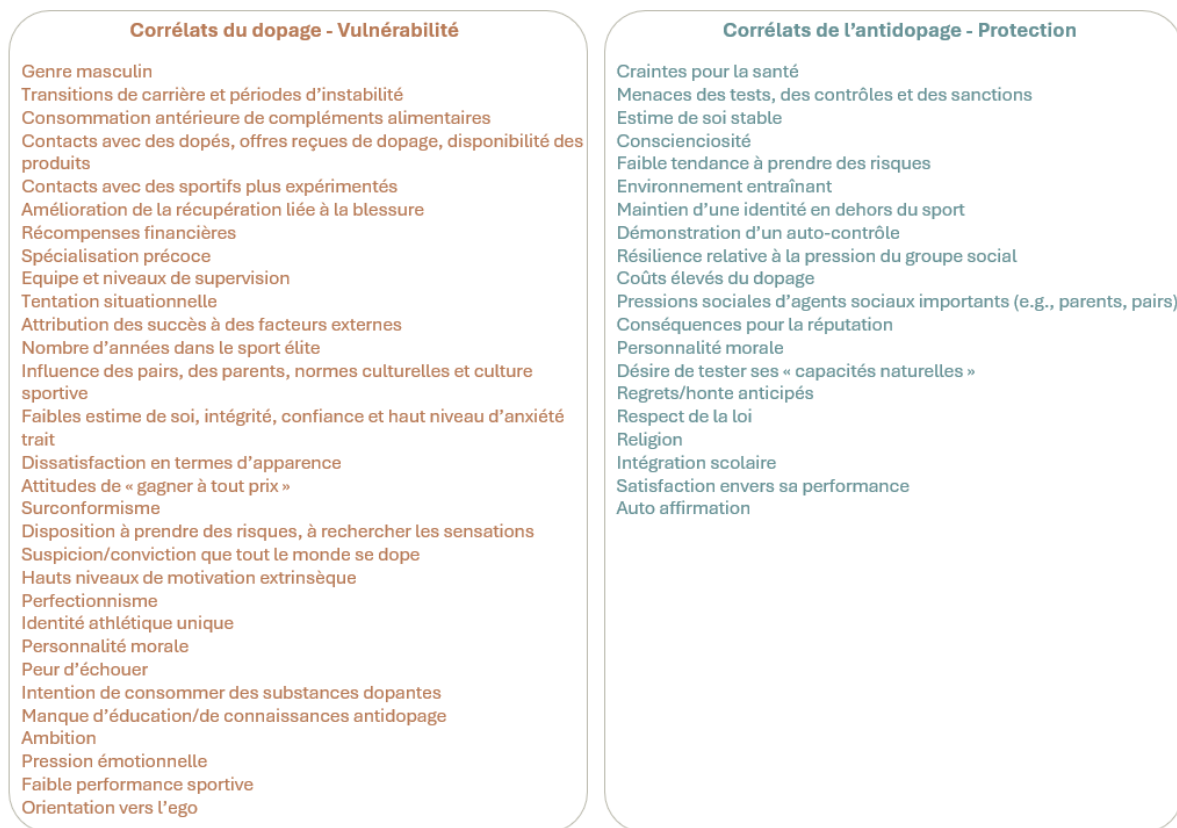 Corrélats du dopage - Vulnérabilité
Genre masculin
Transitions de carrière et périodes d'instabilité
Consommation antérieure de compléments alimentaires
Contacts avec des dopés, offres reçues de dopage, disponibilité des
produits
Contacts avec des sportifs plus expérimentés
Amélioration de la récupération liée à la blessure
Récompenses financières
Spécialisation précoce
Equipe et niveaux de supervision
Tentation situationnelle
Attribution des succès à des facteurs externes
Nombre d'années dans le sport élite
Influence des pairs, des parents, normes culturelles et culture
sportive
Faibles estime de soi, intégrité, confiance et haut niveau d'anxiété
trait
Dissatisfaction en termes d'apparence
Attitudes de « gagner à tout prix »
Surconformisme
Disposition à prendre des risques, à rechercher les sensations
Suspicion/conviction que tout le monde se dope
Hauts niveaux de motivation extrinsèque
Perfectionnisme
Identité athlétique unique
Personnalité morale
Peur d'échouer
Intention de consommer des substances dopantes
Manque d'éducation/de connaissances antidopage
Ambition
Pression émotionnelle
Faible performance sportive
Orientation vers l'ego
Corrélats de l'antidopage - Protection
Craintes pour la santé
Menaces des tests, des contrôles et des sanctions
Estime de soi stable
Conscienciosité
Faible tendance à prendre des risques
Environnement entraînant
Maintien d'une identité en dehors du sport
Démonstration d'un auto-contrôle
Résilience relative à la pression du groupe social
Coûts élevés du dopage
Pressions sociales d'agents sociaux importants (e.g., parents, pairs)
Conséquences pour la réputation
Personnalité morale
Désire de tester ses « capacités naturelles »
Regrets/honte anticipés
Respect de la loi
Religion
Intégration scolaire
Satisfaction envers sa performance
Auto affirmation